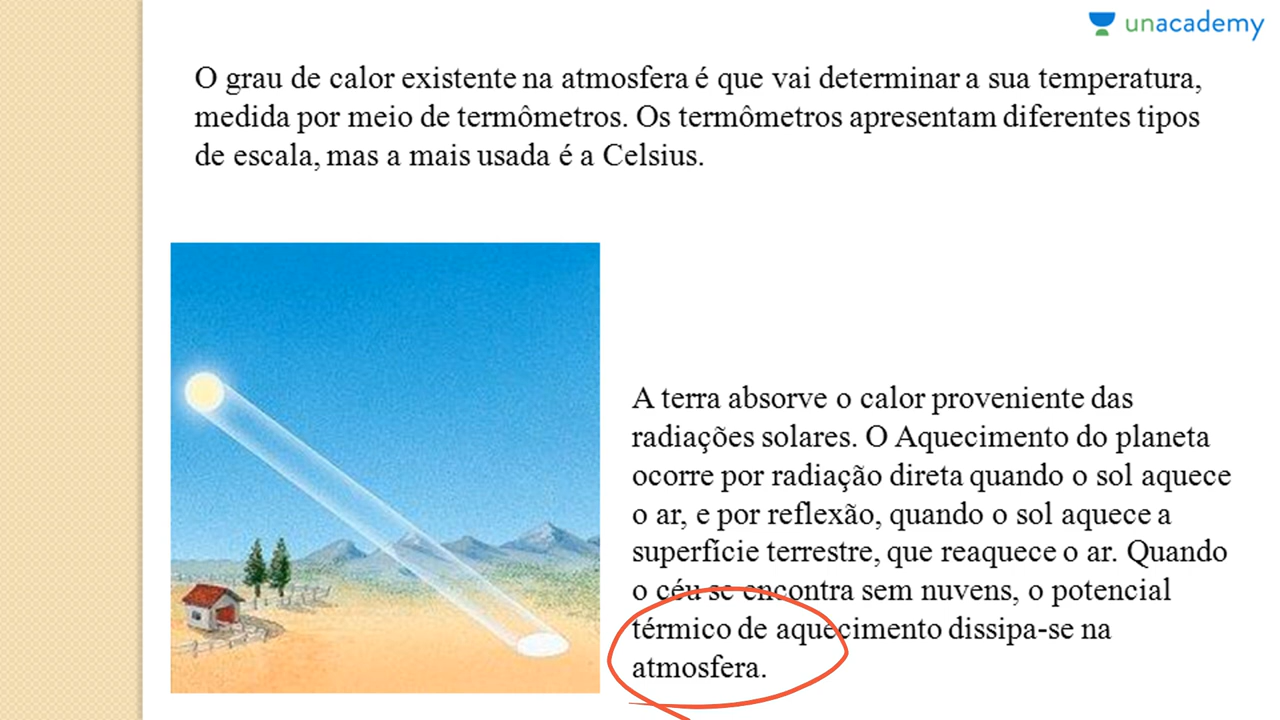 unacademy
O grau de calor existente na atmosfera é que vai determinar a sua temperatura,
medida por meio de termômetros. Os termômetros apresentam diferentes tipos
de escala, mas a mais usada é a Celsius.
A terra absorve o calor proveniente das
radiações solares. O Aquecimento do planeta
ocorre por radiação direta quando o sol aquece
o ar, e por reflexão, quando o sol aquece a
superfície terrestre, que reaquece o ar. Quando
o céu se encontra sem nuvens, o potencial
térmico de aquecimento dissipa-se na
atmosfera.